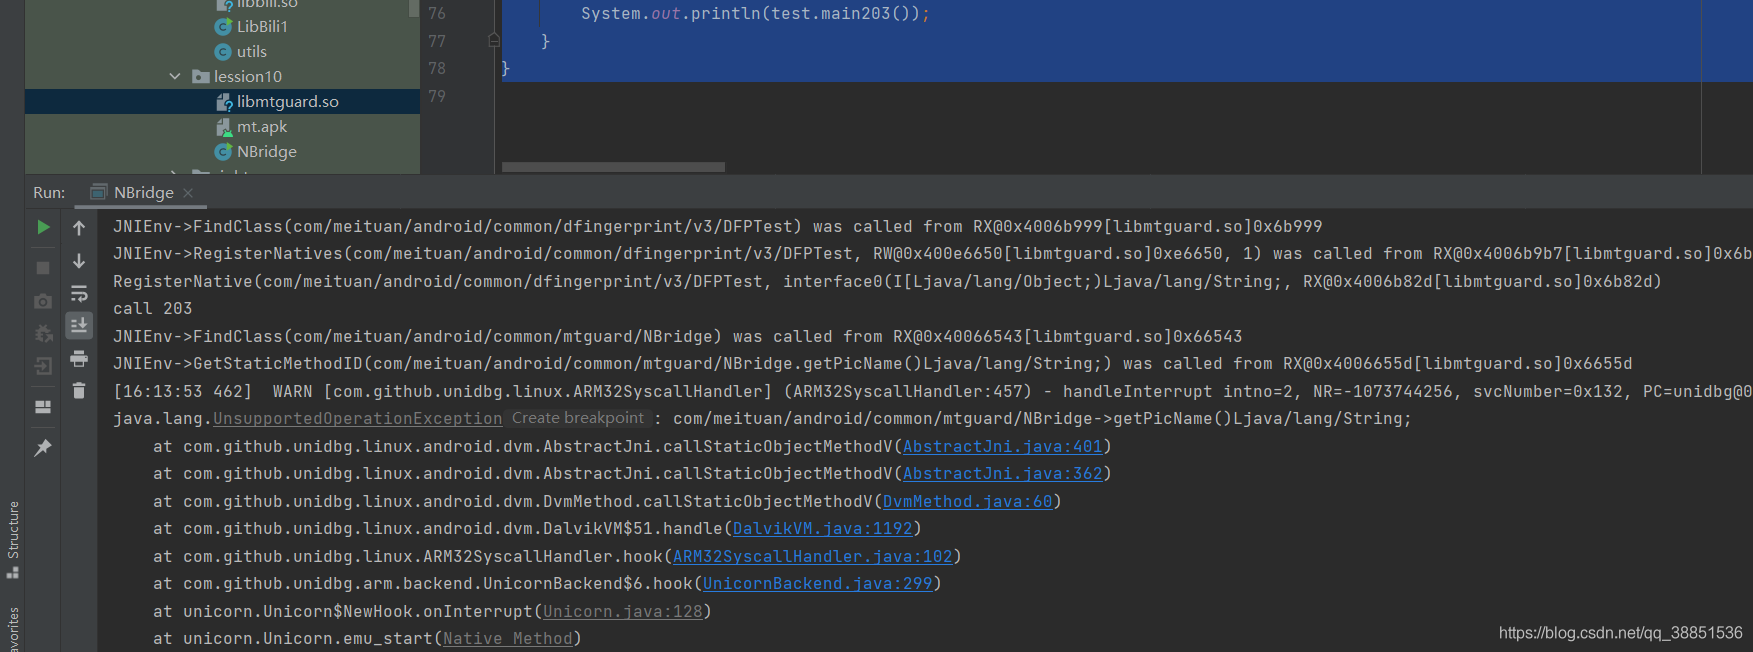 libbili.so
LibBili1
utils
lession10
libmtguard.so
mt.apk
NBridge
76 System.out.println(test.main203());
77 }
78 }
79
Run: NBridge
JNIEnv->FindClass(com/meituan/android/common/dfingerprint/v3/DFPTest) was called from RX@0x4006b999[libmtguard.so]0x6b999
JNIEnv->RegisterNatives(com/meituan/android/common/dfingerprint/v3/DFPTest, RW@0x400e6650[libmtguard.so]0xe6650, 1) was called from RX@0x4006b9b7[libmtguard.so]0x6b
RegisterNative(com/meituan/android/common/dfingerprint/v3/DFPTest, interface0(I[Ljava/lang/Object;)Ljava/lang/String;, RX@0x4006b82d[libmtguard.so]0x6b82d)
call 203
JNIEnv->FindClass(com/meituan/android/common/mtguard/NBridge) was called from RX@0x40066543[libmtguard.so]0x66543
JNIEnv->GetStaticMethodID(com/meituan/android/common/mtguard/NBridge.getPicName()Ljava/lang/String;) was called from RX@0x4006655d[libmtguard.so]0x6655d
[16:13:53 462]  WARN [com.github.unidbg.linux.ARM32SyscallHandler] (ARM32SyscallHandler:457) - handleInterrupt intno=2, NR=-1073744256, svcNumber=0x132, PC=unidbg@0
java.lang.UnsupportedOperationException Create breakpoint : com/meituan/android/common/mtguard/NBridge->getPicName()Ljava/lang/String;
at com.github.unidbg.linux.android.dvm.AbstractJni.callStaticObjectMethodV(AbstractJni.java:401)
at com.github.unidbg.linux.android.dvm.AbstractJni.callStaticObjectMethodV(AbstractJni.java:362)
at com.github.unidbg.linux.android.dvm.DvmMethod.callStaticObjectMethodV(DvmMethod.java:60)
at com.github.unidbg.linux.android.dvm.DalvikVM$51.handle(DalvikVM.java:1192)
at com.github.unidbg.linux.ARM32SyscallHandler.hook(ARM32SyscallHandler.java:102)
at com.github.unidbg.arm.backend.UnicornBackend$6.hook(UnicornBackend.java:299)
at unicorn.Unicorn$NewHook.onInterrupt(Unicorn.java:128)
at unicorn.Unicorn.emu_start(Native Method)
Structure
avorites
https://blog.csdn.net/qq_38851536